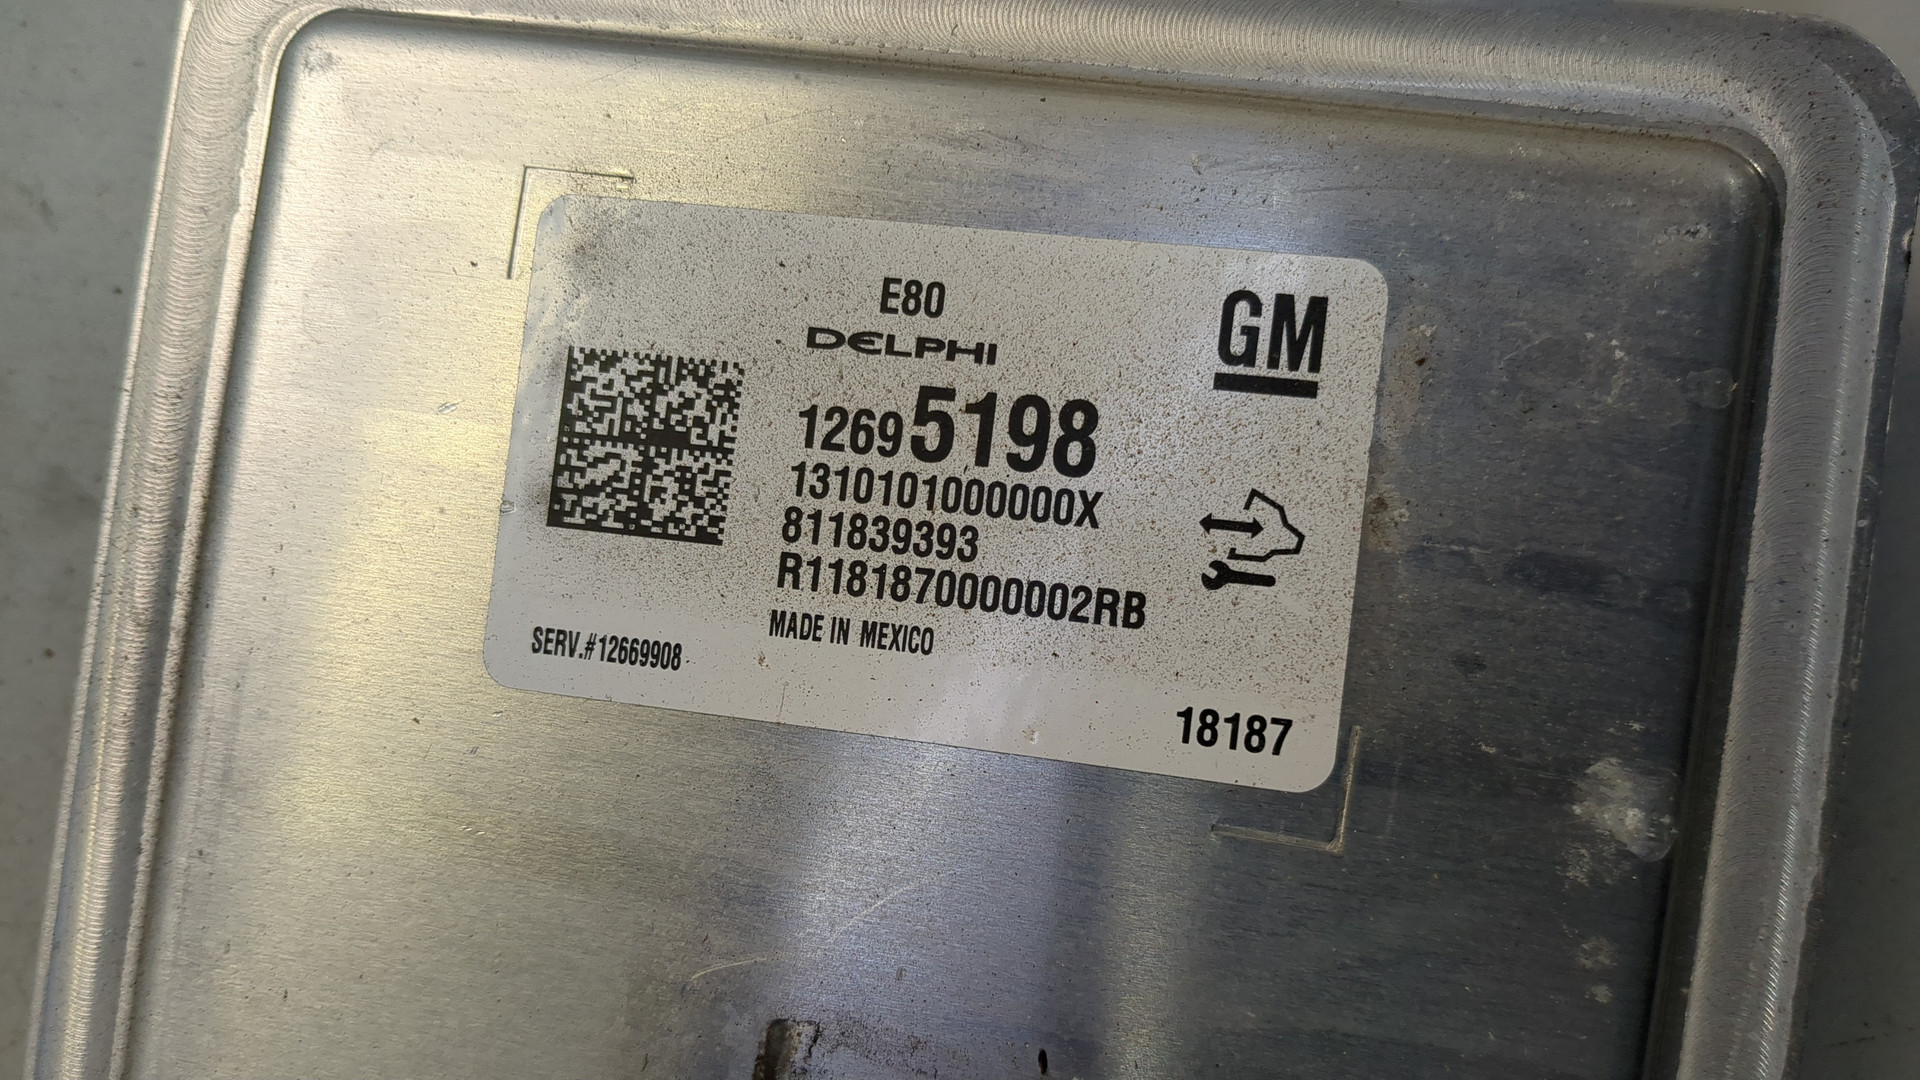 E80
DELPHI
GM
12695198
1310101000000X
811839393
R1181870000002RB
MADE IN MEXICO
SERV.#12669908
18187